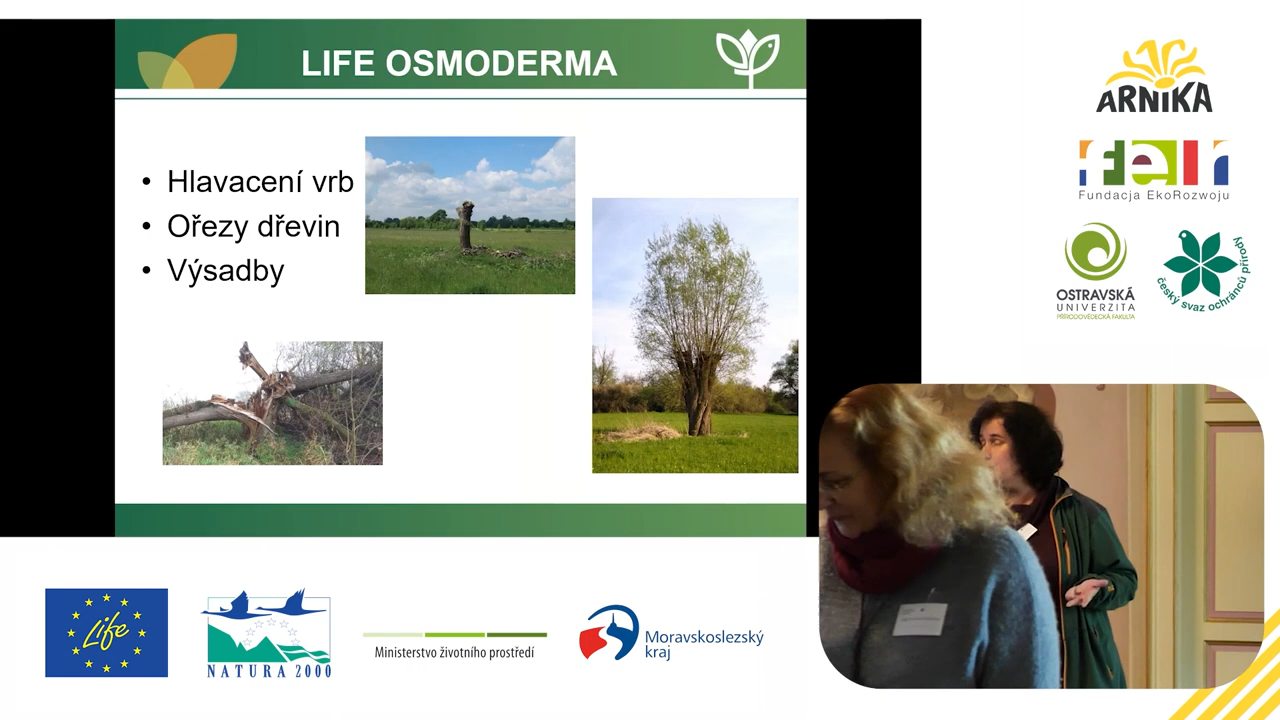 LIFE OSMODERMA
• Hlavacení vrb
• Ořezy dřevin
• Výsadby
ARNIKA
feer
Fundacja EkoRozwoju
OSTRAVSKÁ
UNIVERZITA
PŘÍRODOVĚDECKÁ FAKULTA
český svaz ochránců přírody
Life
NATURA 2000
Ministerstvo životního prostředí
Moravskoslezský
kraj